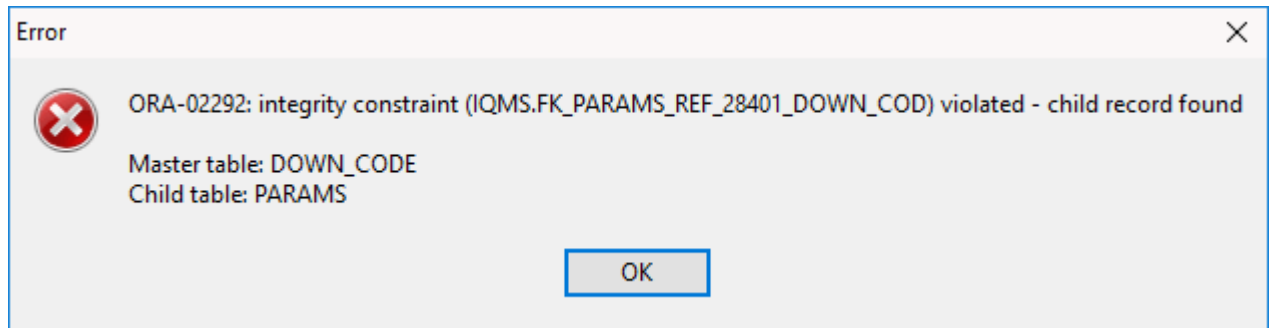 Error
ORA-02292: integrity constraint (IQMS.FK_PARAMS_REF_28401_DOWN_COD) violated - child record found
Master table: DOWN_CODE
Child table: PARAMS
OK